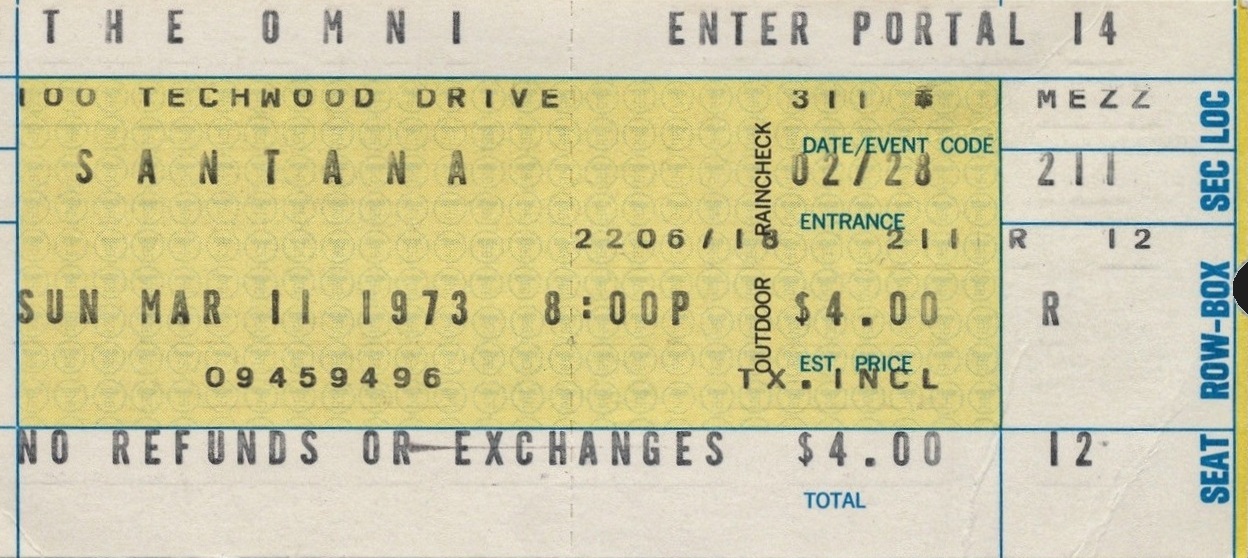 THE OMNI ENTER PORTAL 14
100 TECHWOOD DRIVE 311 MEZZ LOC
RAINCHECK
DATE/EVENT CODE
SANTANA 02/28 211 SEC
ENTRANCE
2206/18 211 R 12
SUN MAR 11 1973 8:00P $4.00 R ROW-BOX
OUTDOOR
EST. PRICE
09459496 TX.INCL
NO REFUNDS OR EXCHANGES $4.00 12 SEAT
TOTAL